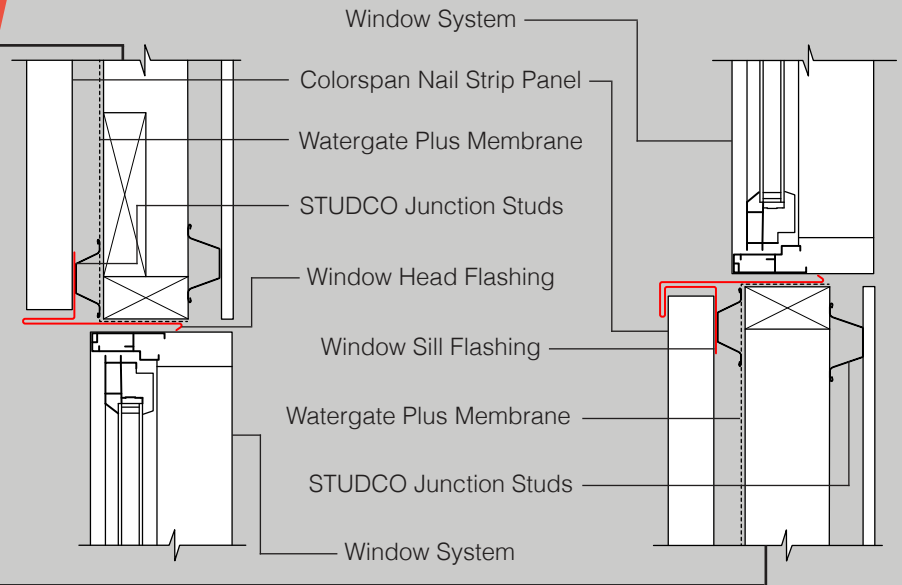 Window System
Colorspan Nail Strip Panel
Watergate Plus Membrane
STUDCO Junction Studs
Window Head Flashing
Window Sill Flashing
Watergate Plus Membrane
STUDCO Junction Studs
Window System